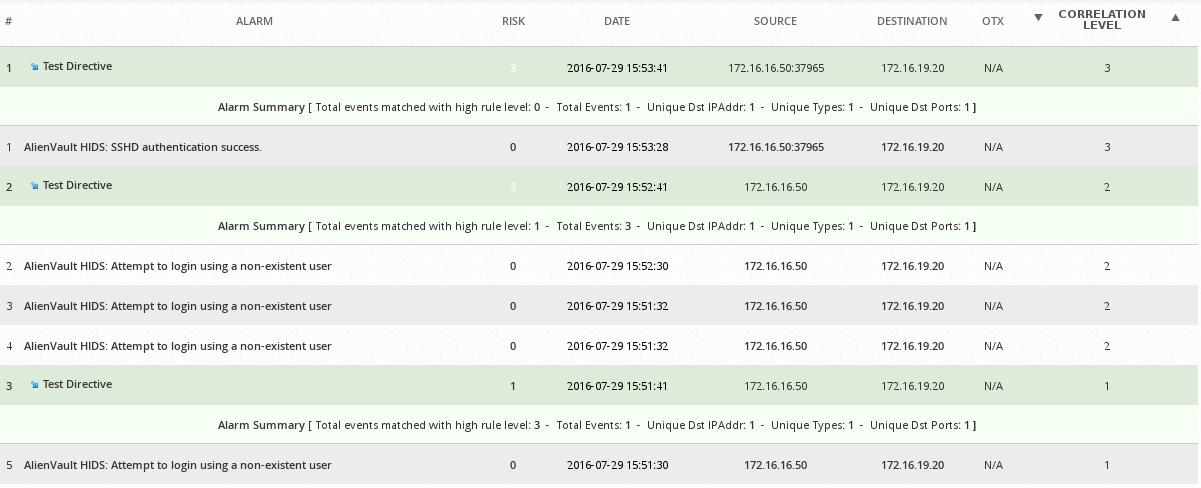 # ALARM RISK DATE SOURCE DESTINATION OTX ▼ CORRELATION LEVEL ▲
1 Test Directive 3 2016-07-29 15:53:41 172.16.16.50:37965 172.16.19.20 N/A 3
Alarm Summary [ Total events matched with high rule level: 0 - Total Events: 1 - Unique Dst IPAddr: 1 - Unique Types: 1 - Unique Dst Ports: 1 ]
1 AlienVault HIDS: SSHD authentication success. 0 2016-07-29 15:53:28 172.16.16.50:37965 172.16.19.20 N/A 3
2 Test Directive 3 2016-07-29 15:52:41 172.16.16.50 172.16.19.20 N/A 2
Alarm Summary [ Total events matched with high rule level: 1 - Total Events: 3 - Unique Dst IPAddr: 1 - Unique Types: 1 - Unique Dst Ports: 1 ]
2 AlienVault HIDS: Attempt to login using a non-existent user 0 2016-07-29 15:52:30 172.16.16.50 172.16.19.20 N/A 2
3 AlienVault HIDS: Attempt to login using a non-existent user 0 2016-07-29 15:51:32 172.16.16.50 172.16.19.20 N/A 2
4 AlienVault HIDS: Attempt to login using a non-existent user 0 2016-07-29 15:51:32 172.16.16.50 172.16.19.20 N/A 2
3 Test Directive 1 2016-07-29 15:51:41 172.16.16.50 172.16.19.20 N/A 1
Alarm Summary [ Total events matched with high rule level: 3 - Total Events: 1 - Unique Dst IPAddr: 1 - Unique Types: 1 - Unique Dst Ports: 1 ]
5 AlienVault HIDS: Attempt to login using a non-existent user 0 2016-07-29 15:51:30 172.16.16.50 172.16.19.20 N/A 1